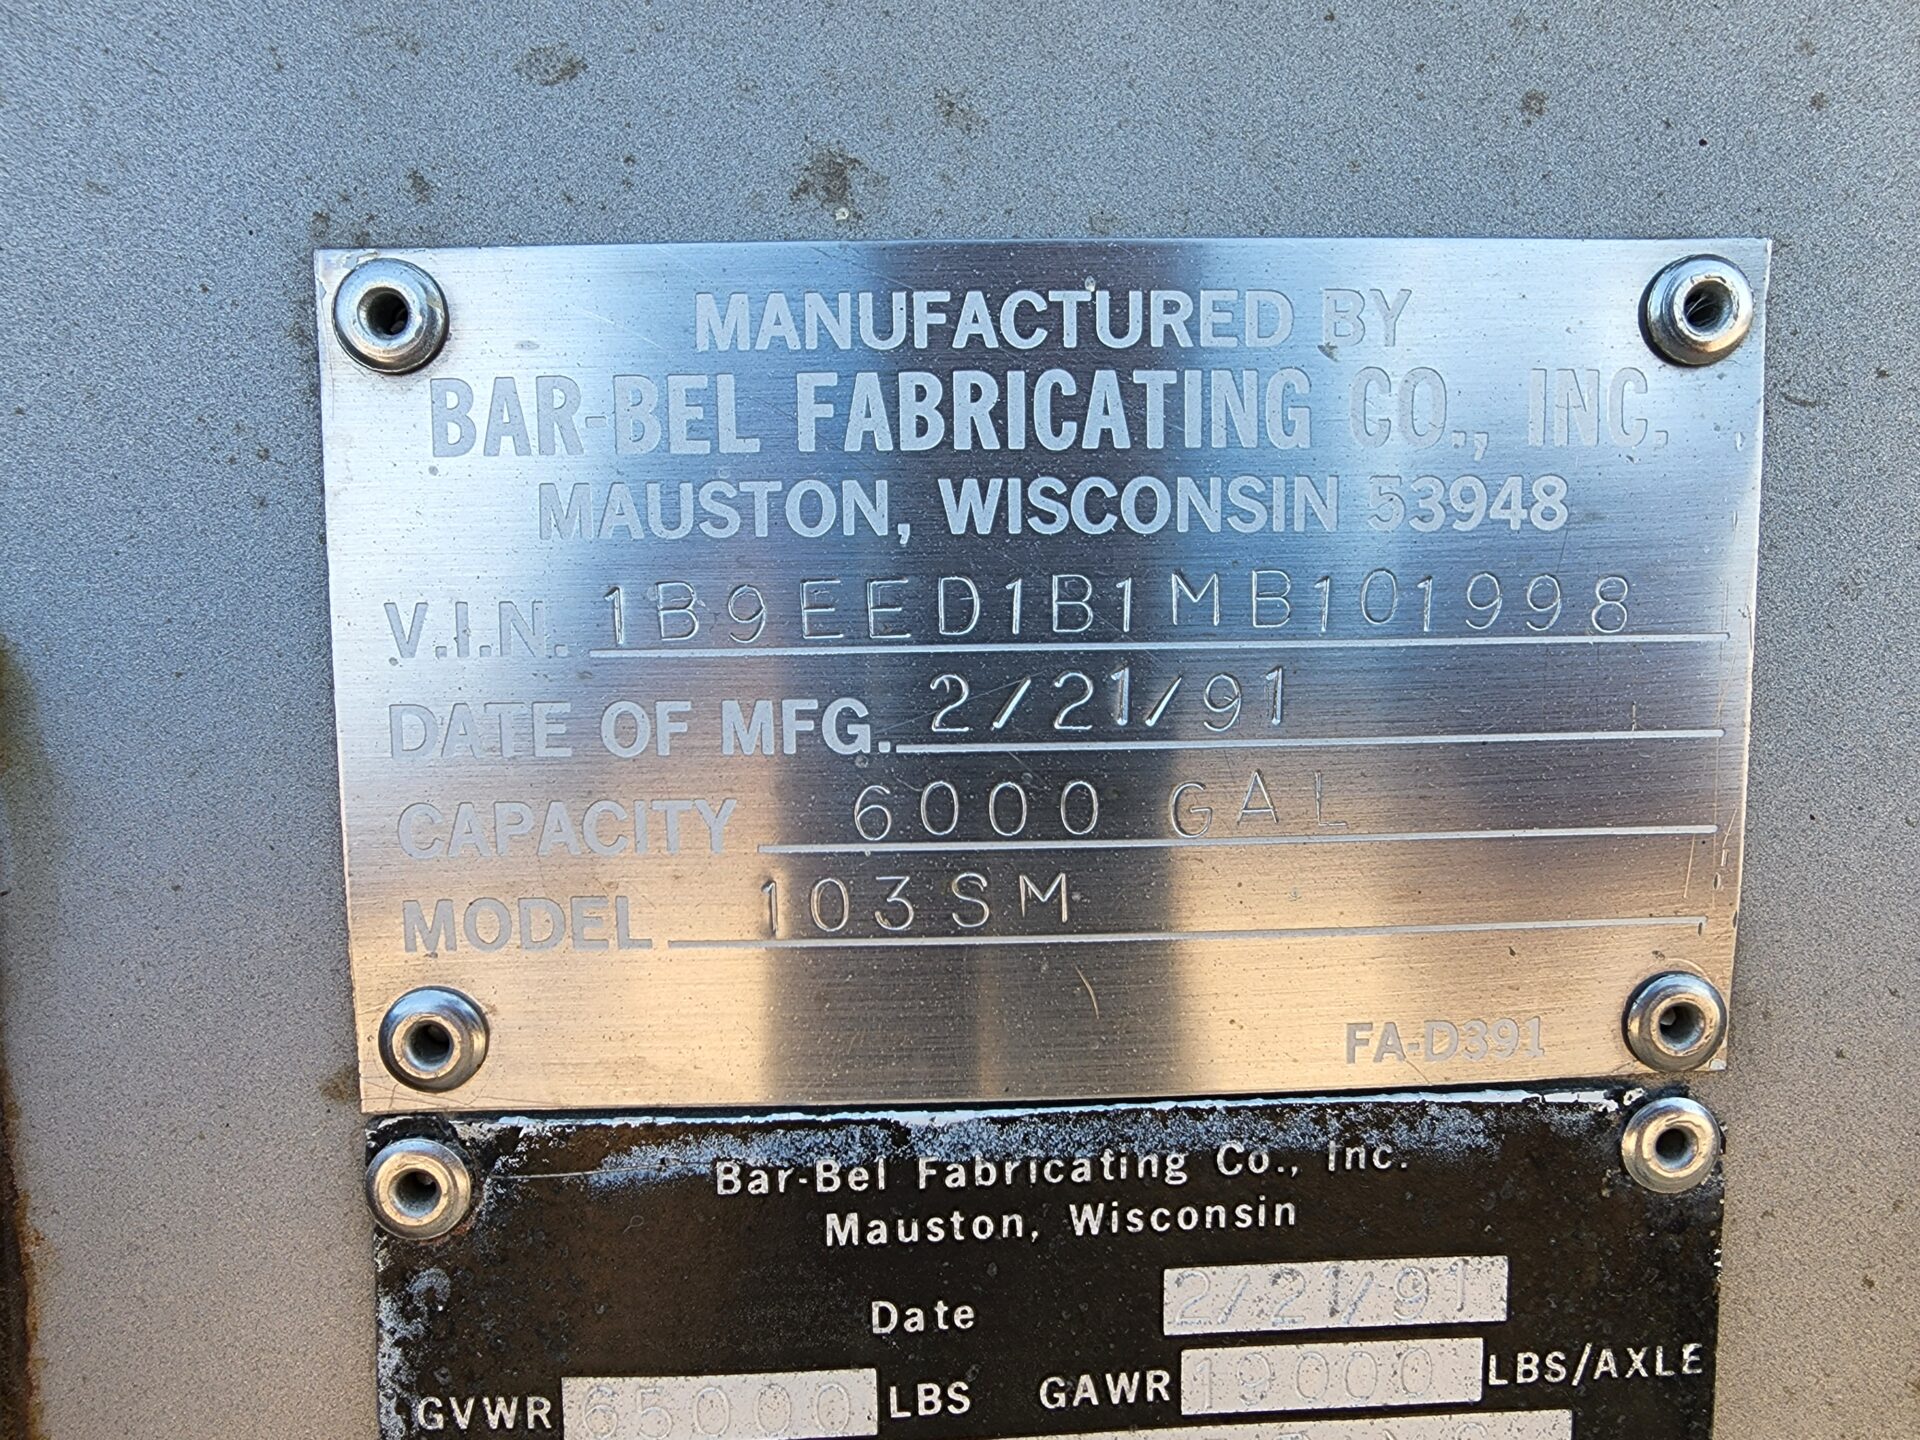 MANUFACTURED BY
BAR-BEL FABRICATING CO., INC.
MAUSTON, WISCONSIN 53948
V.I.N. 1B9EED1B1MB101998
DATE OF MFG. 2/21/91
CAPACITY 6000 GAL
MODEL 103SM
FA-D391
Bar-Bel Fabricating Co., Inc.
Mauston, Wisconsin
Date 2/21/91
GVWR 65000 LBS GAWR 19000 LBS/AXLE